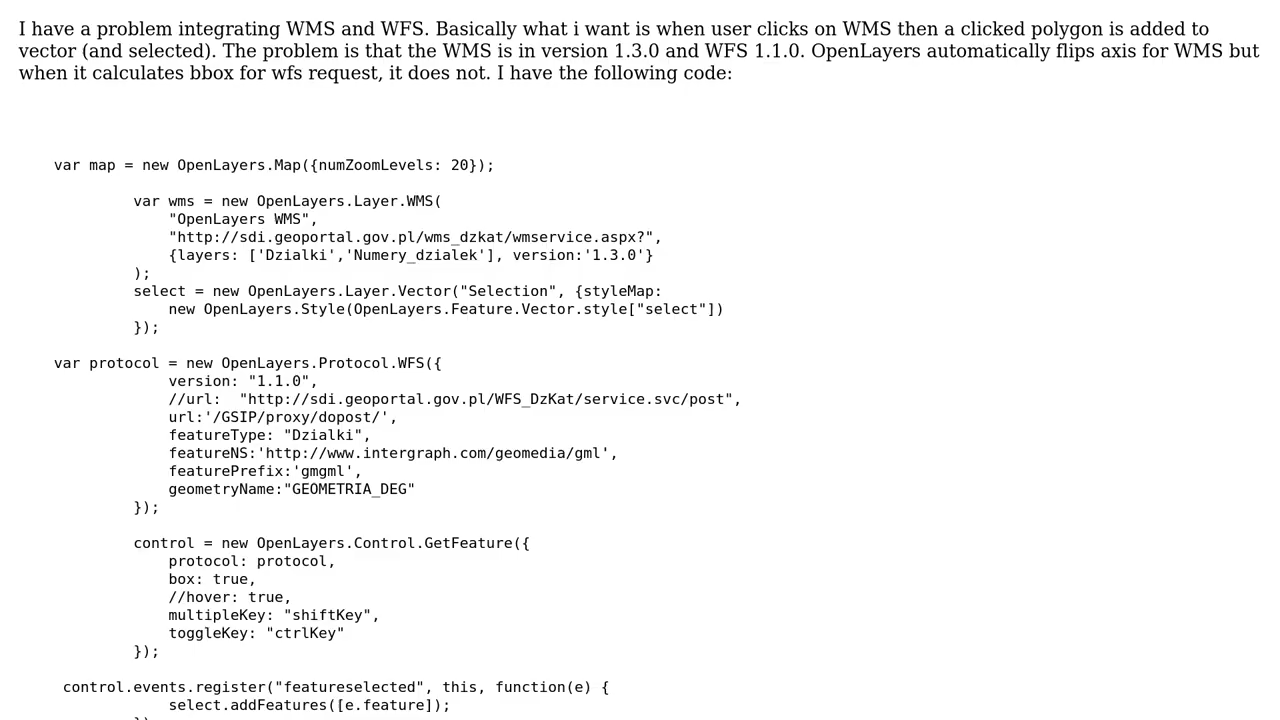 I have a problem integrating WMS and WFS. Basically what i want is when user clicks on WMS then a clicked polygon is added to
vector (and selected). The problem is that the WMS is in version 1.3.0 and WFS 1.1.0. OpenLayers automatically flips axis for WMS but
when it calculates bbox for wfs request, it does not. I have the following code:
var map = new OpenLayers.Map({numZoomLevels: 20});
var wms = new OpenLayers.Layer.WMS(
"OpenLayers WMS",
"http://sdi.geoportal.gov.pl/wms_dzkat/wmservice.aspx?",
{layers: ['Dzialki','Numery_dzialek'], version:'1.3.0'}
);
select = new OpenLayers.Layer.Vector("Selection", {styleMap:
new OpenLayers.Style(OpenLayers.Feature.Vector.style["select"])
});
var protocol = new OpenLayers.Protocol.WFS({
version: "1.1.0",
//url:  "http://sdi.geoportal.gov.pl/WFS_DzKat/service.svc/post",
url:'/GSIP/proxy/dopost/',
featureType: "Dzialki",
featureNS:'http://www.intergraph.com/geomedia/gml',
featurePrefix:'gmgml',
geometryName:"GEOMETRIA_DEG"
});
control = new OpenLayers.Control.GetFeature({
protocol: protocol,
box: true,
//hover: true,
multipleKey: "shiftKey",
toggleKey: "ctrlKey"
});
control.events.register("featureselected", this, function(e) {
select.addFeatures([e.feature]);